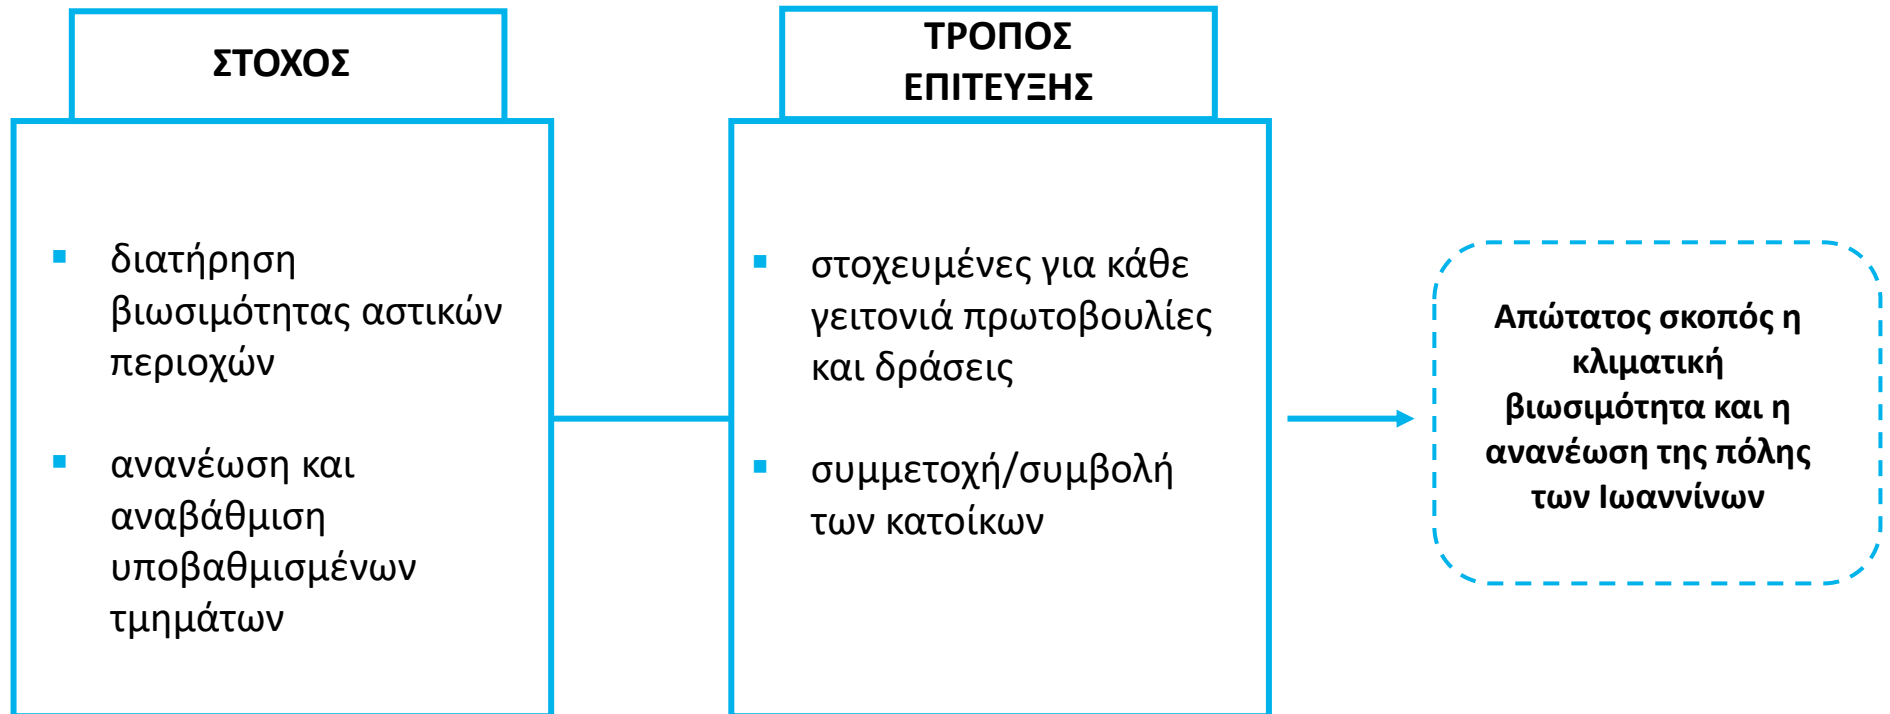 ΣΤΟΧΟΣ
διατήρηση
βιωσιμότητας αστικών
περιοχών
ανανέωση και
αναβάθμιση
υποβαθμισμένων
τμημάτων
ΤΡΟΠΟΣ
ΕΠΙΤΕΥΞΗΣ
στοχευμένες για κάθε
γειτονιά πρωτοβουλίες
και δράσεις
συμμετοχή/συμβολή
των κατοίκων
Απώτατος σκοπός η
κλιματική
βιωσιμότητα και η
ανανέωση της πόλης
των Ιωαννίνων